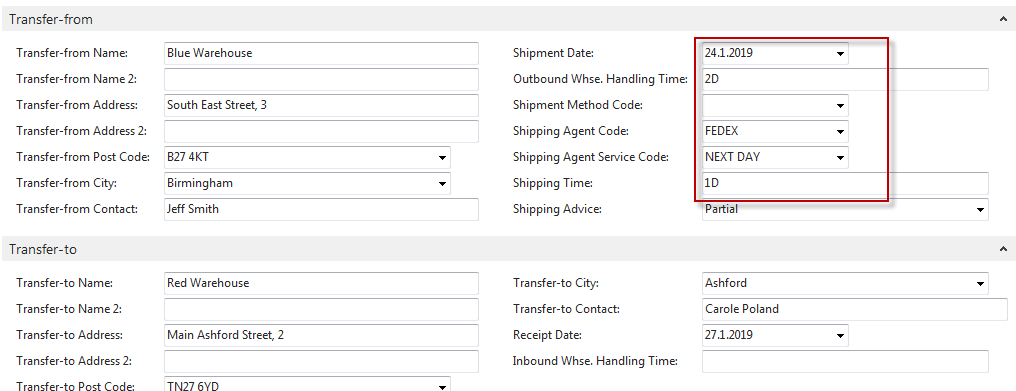 Transfer-from
Transfer-from Name: Blue Warehouse Shipment Date: 24.1.2019
Transfer-from Name 2: Outbound Whse. Handling Time: 2D
Transfer-from Address: South East Street, 3 Shipment Method Code:
Transfer-from Address 2: Shipping Agent Code: FEDEX
Transfer-from Post Code: B27 4KT Shipping Agent Service Code: NEXT DAY
Transfer-from City: Birmingham Shipping Time: 1D
Transfer-from Contact: Jeff Smith Shipping Advice: Partial
Transfer-to
Transfer-to Name: Red Warehouse Transfer-to City: Ashford
Transfer-to Name 2: Transfer-to Contact: Carole Poland
Transfer-to Address: Main Ashford Street, 2 Receipt Date: 27.1.2019
Transfer-to Address 2: Inbound Whse. Handling Time:
Transfer-to Post Code: TN27 6YD